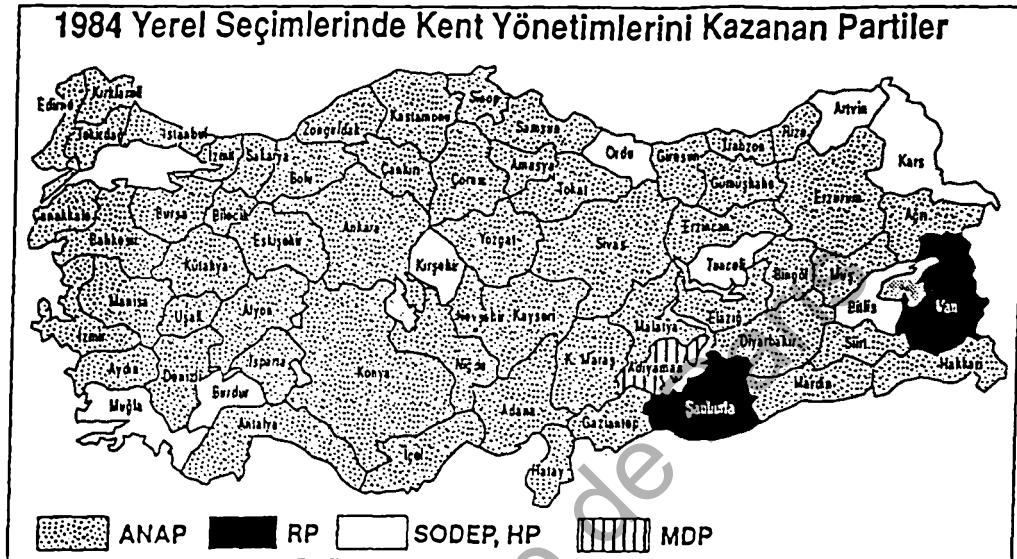 1984 Yerel Seçimlerinde Kent Yönetimlerini Kazanan Partiler
Edirne
Kırklareli
Tekirdağ
İstanbul
İzmit
Sakarya
Zonguldak
Bolu
Kastamonu
Çankırı
Sinop
Çorum
Samsun
Amasya
Tokat
Ordu
Giresun
Trabzon
Gümüşhane
Rize
Artvin
Kars
Erzurum
Ağrı
Çanakkale
Balıkesir
Bursa
Bilecik
Eskişehir
Kütahya
Ankara
Kırşehir
Yozgat
Sivas
Erzincan
Tunceli
Bingöl
Muş
Bitlis
Van
Manisa
Uşak
Afyon
İzmir
Aydın
Denizli
Isparta
Burdur
Muğla
Antalya
Konya
Nevşehir
Kayseri
Niğde
Malatya
Elazığ
Diyarbakır
Siirt
Hakkari
K. Maraş
Adıyaman
Şanlıurfa
Mardin
Adana
Gaziantep
İçel
Hatay
ANAP
RP
SODEP, HP
MDP